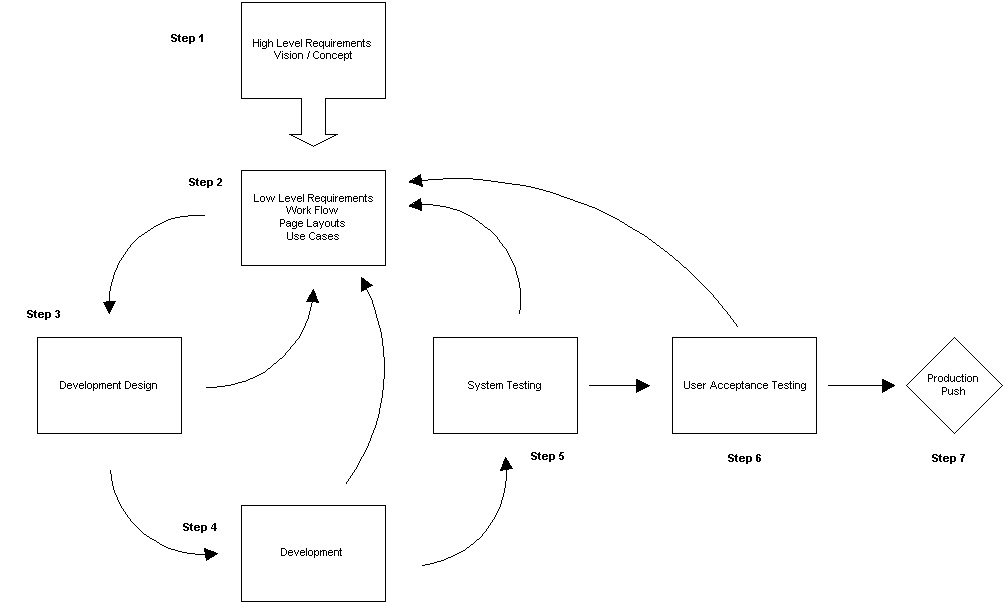 Step 1
High Level Requirements
Vision / Concept
Step 2
Low Level Requirements
Work Flow
Page Layouts
Use Cases
Step 3
Development Design
Step 4
Development
System Testing
Step 5
User Acceptance Testing
Step 6
Production
Push
Step 7